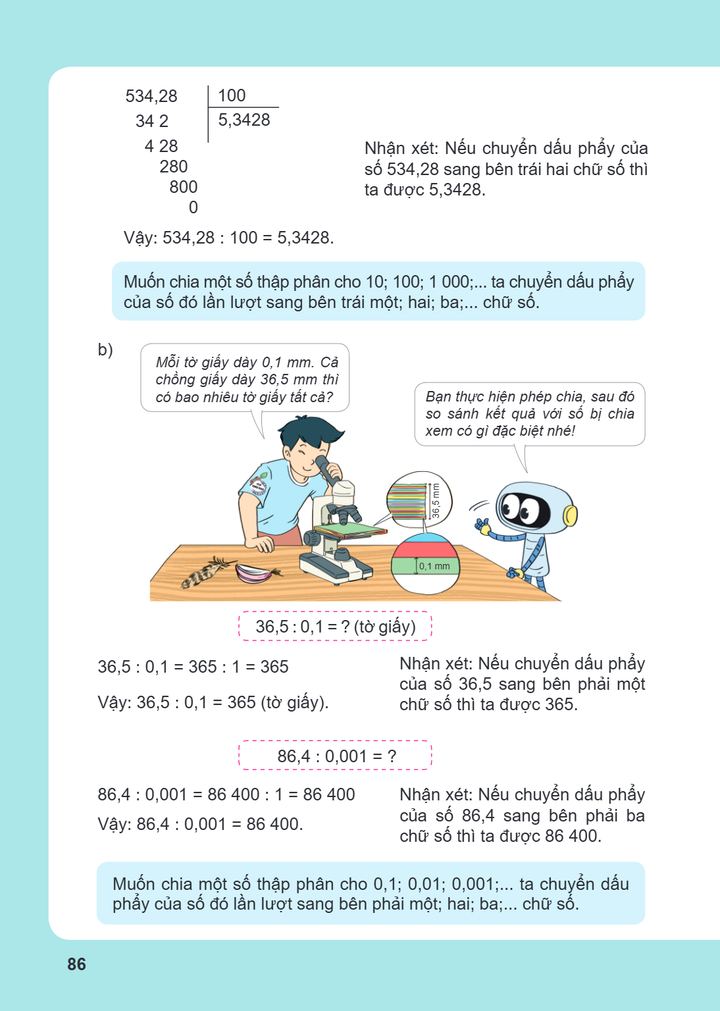 534,28 100
34 2 5,3428
4 28
280
800
0
Nhận xét: Nếu chuyển dấu phẩy của
số 534,28 sang bên trái hai chữ số thì
ta được 5,3428.
Vậy: 534,28 : 100 = 5,3428.
Muốn chia một số thập phân cho 10; 100; 1 000;... ta chuyển dấu phẩy
của số đó lần lượt sang bên trái một; hai; ba;... chữ số.
b)
Mỗi tờ giấy dày 0,1 mm. Cả
chồng giấy dày 36,5 mm thì
có bao nhiêu tờ giấy tất cả?
Bạn thực hiện phép chia, sau đó
so sánh kết quả với số bị chia
xem có gì đặc biệt nhé!
36,5 mm
0,1 mm
36,5 : 0,1 = ? (tờ giấy)
36,5 : 0,1 = 365 : 1 = 365
Vậy: 36,5 : 0,1 = 365 (tờ giấy).
Nhận xét: Nếu chuyển dấu phẩy
của số 36,5 sang bên phải một
chữ số thì ta được 365.
86,4 : 0,001 = ?
86,4 : 0,001 = 86 400 : 1 = 86 400
Vậy: 86,4 : 0,001 = 86 400.
Nhận xét: Nếu chuyển dấu phẩy
của số 86,4 sang bên phải ba
chữ số thì ta được 86 400.
Muốn chia một số thập phân cho 0,1; 0,01; 0,001;... ta chuyển dấu
phẩy của số đó lần lượt sang bên phải một; hai; ba;... chữ số.
86